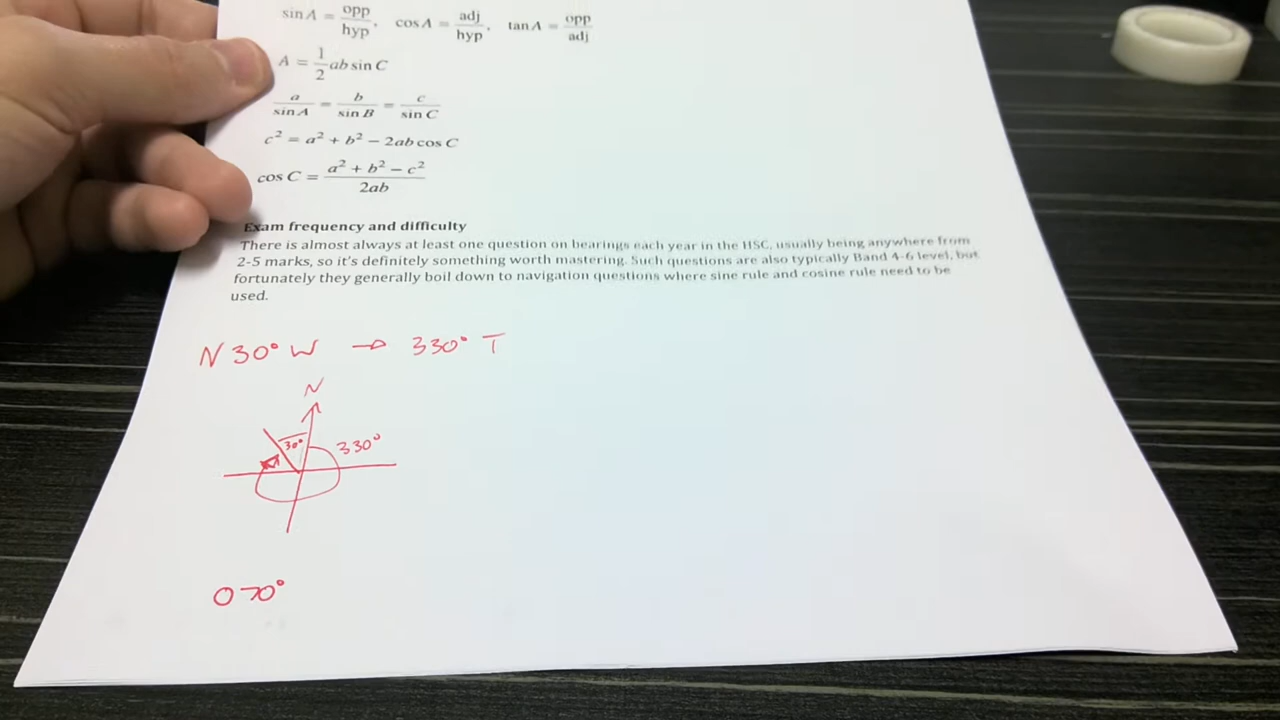 sin A = opp/hyp, cos A = adj/hyp, tan A = opp/adj
A = 1/2 ab sin C
a/sin A = b/sin B = c/sin C
c² = a² + b² − 2ab cos C
cos C = (a² + b² − c²)/2ab
Exam frequency and difficulty
There is almost always at least one question on bearings each year in the HSC, usually being anywhere from
2-5 marks, so it's definitely something worth mastering. Such questions are also typically Band 4-6 level, but
fortunately they generally boil down to navigation questions where sine rule and cosine rule need to be
used.
N 30° W → 330° T
N
30°
330°
070°